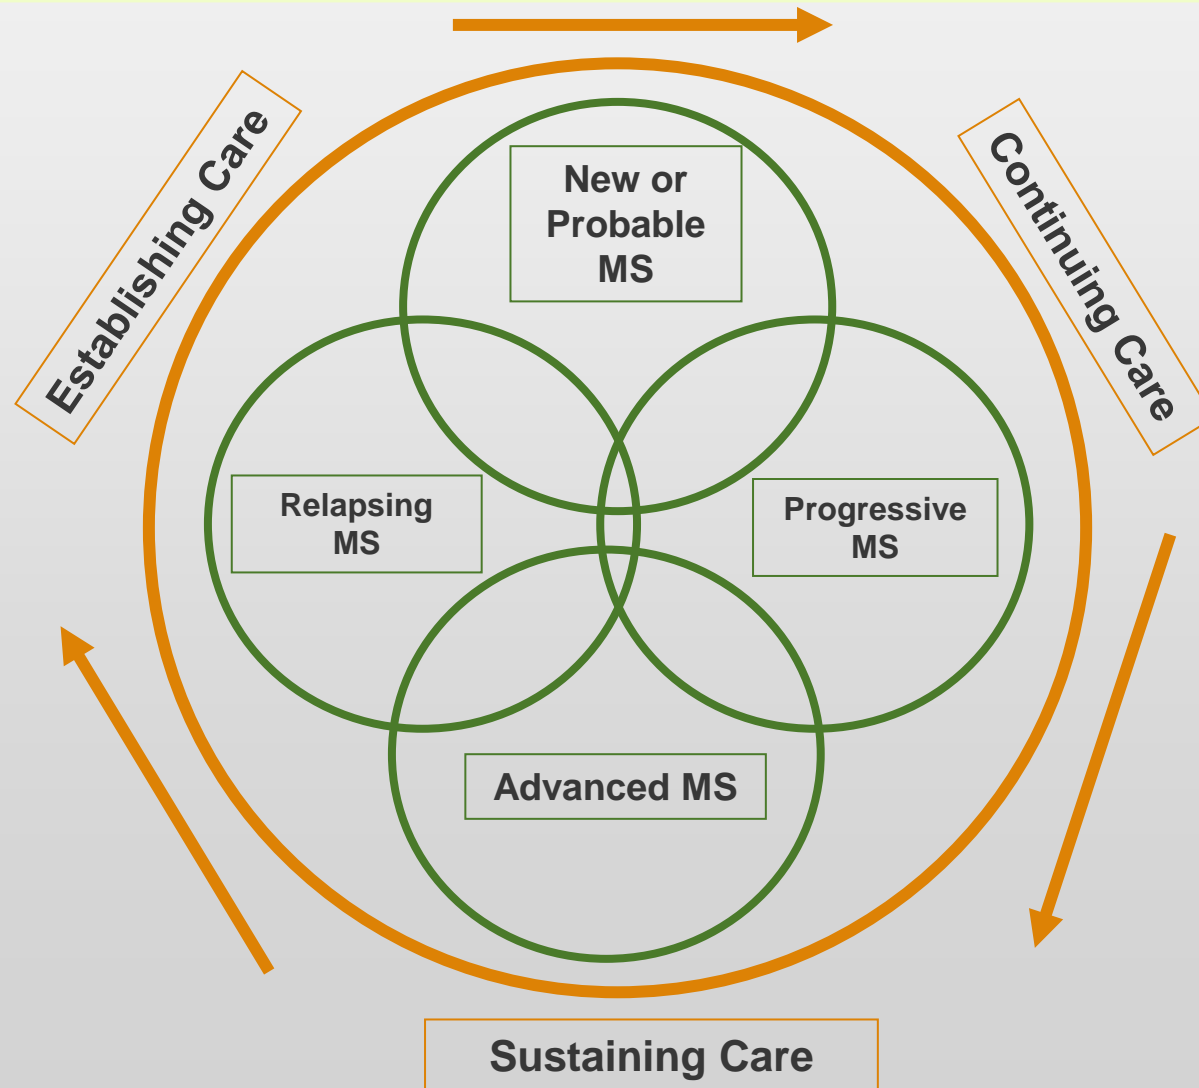 Establishing Care
Continuing Care
New or
Probable
MS
Relapsing
MS
Progressive
MS
Advanced MS
Sustaining Care